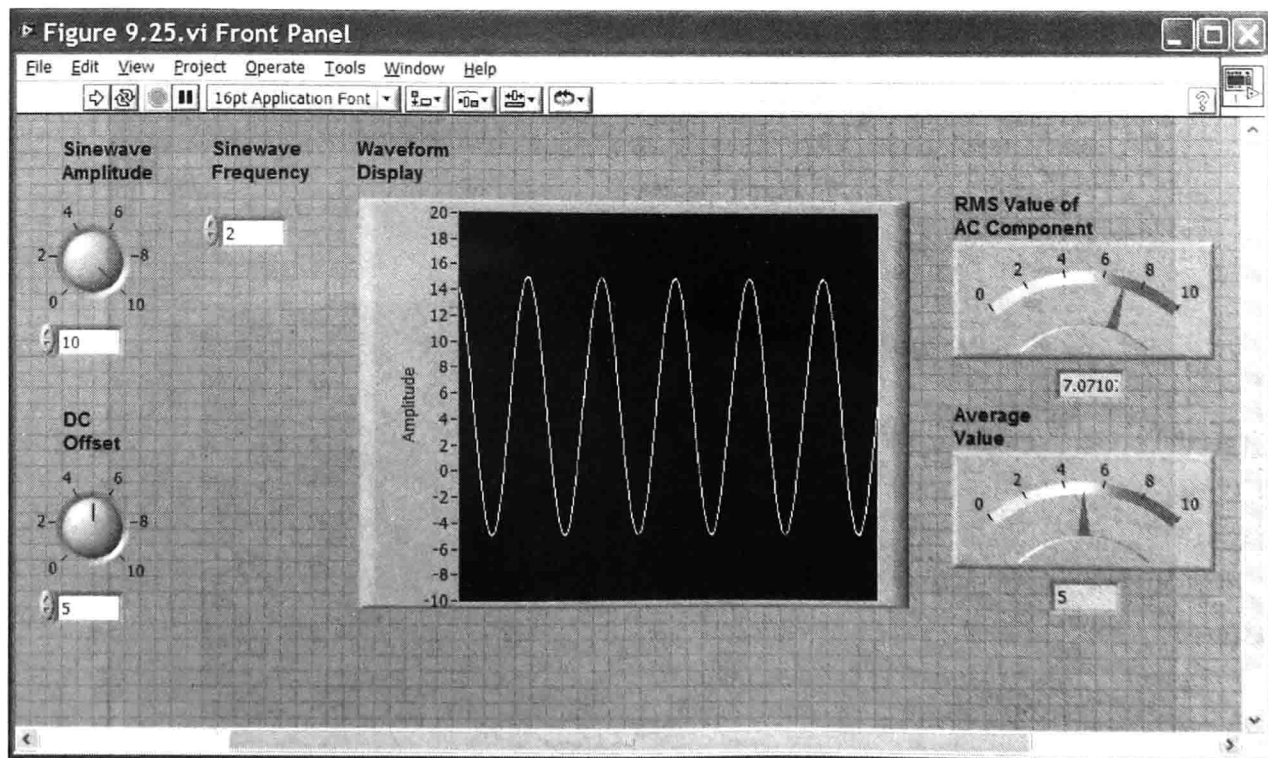 Figure 9.25.vi Front Panel
File Edit View Project Operate Tools Window Help
16pt Application Font
1
Sinewave
Amplitude
4 6
2 8
0 10
10
Sinewave
Frequency
2
DC
Offset
4 6
2 8
0 10
5
Waveform
Display
Amplitude
20
18
16
14
12
10
8
6
4
2
0
-2
-4
-6
-8
-10
RMS Value of
AC Component
0 2 4 6 8 10
7.0710
Average
Value
0 2 4 6 8 10
5